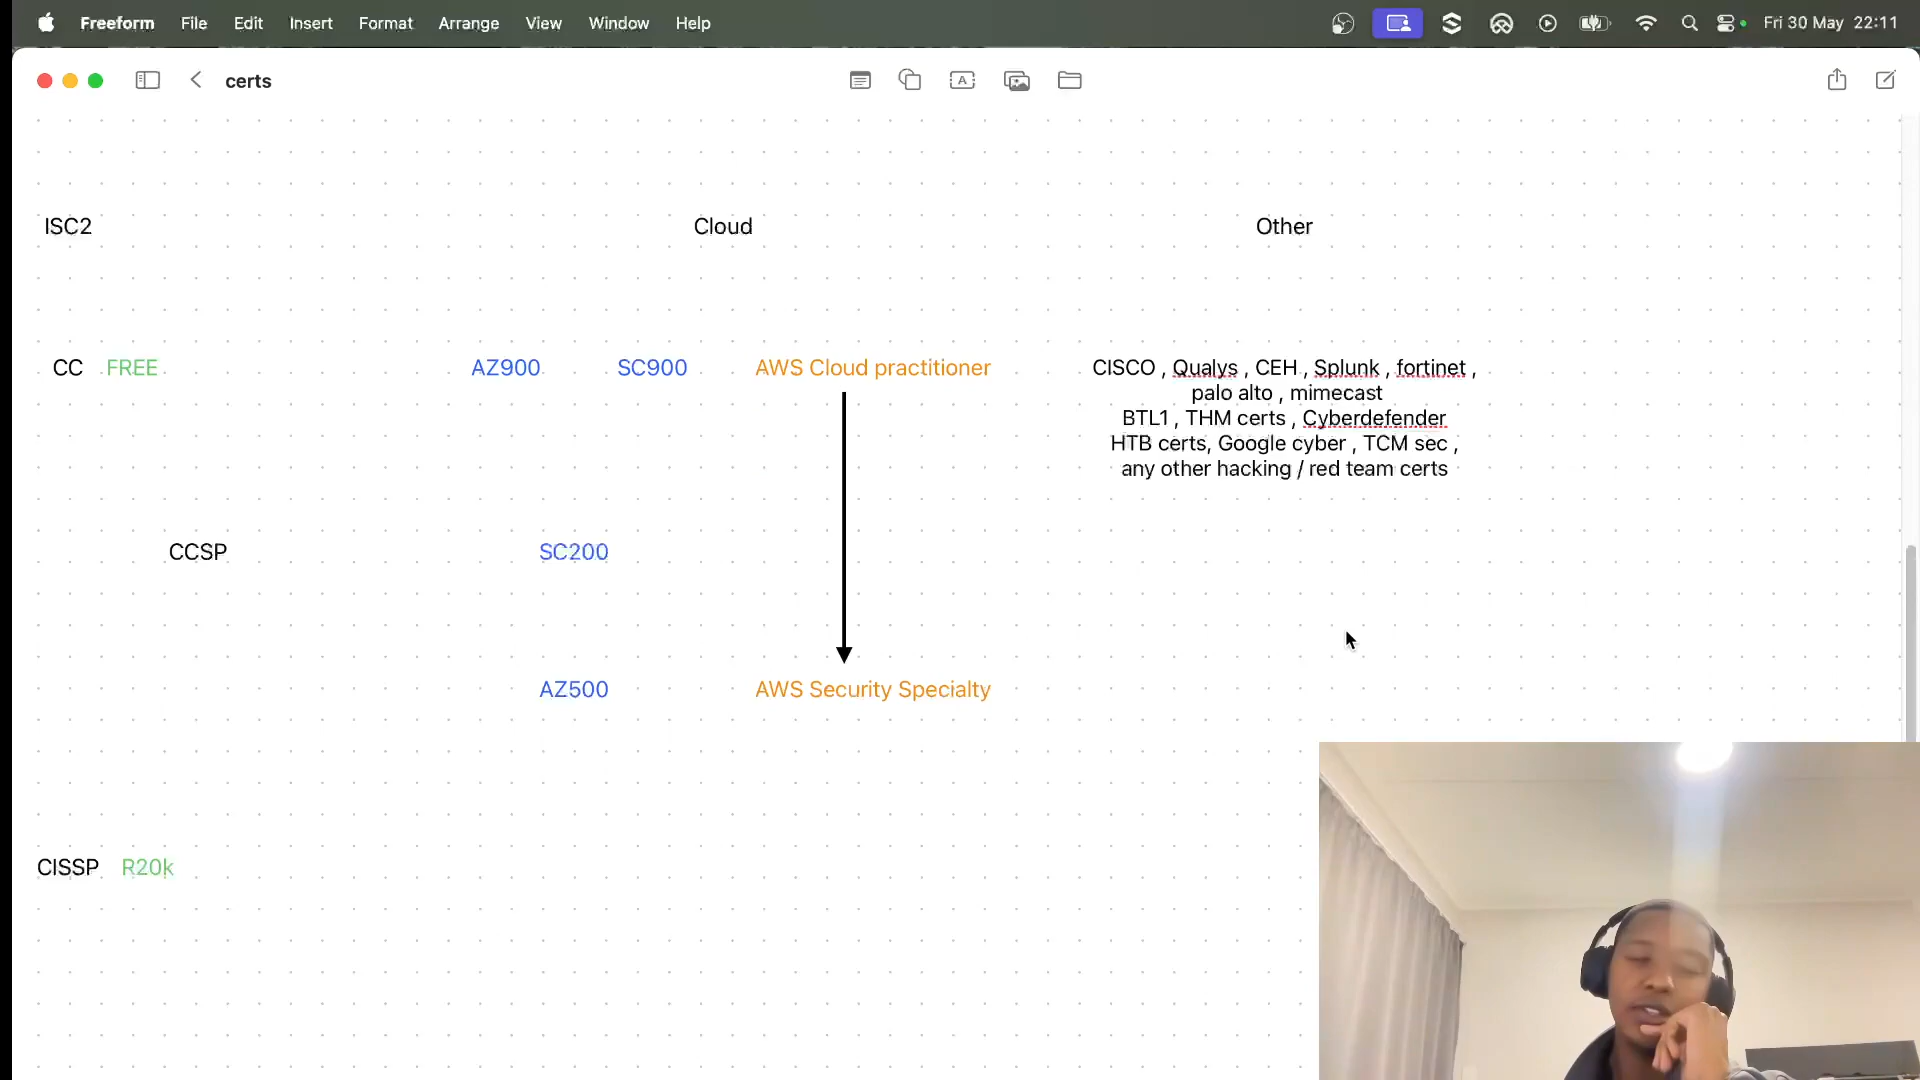 Freeform File Edit Insert Format Arrange View Window Help Fri 30 May 22:11
certs
ISC2 Cloud Other
CC FREE AZ900 SC900 AWS Cloud practitioner
CISCO , Qualys , CEH , Splunk , fortinet ,
palo alto , mimecast
BTL1 , THM certs , Cyberdefender
HTB certs, Google cyber , TCM sec ,
any other hacking / red team certs
CCSP SC200
AZ500 AWS Security Specialty
CISSP R20k